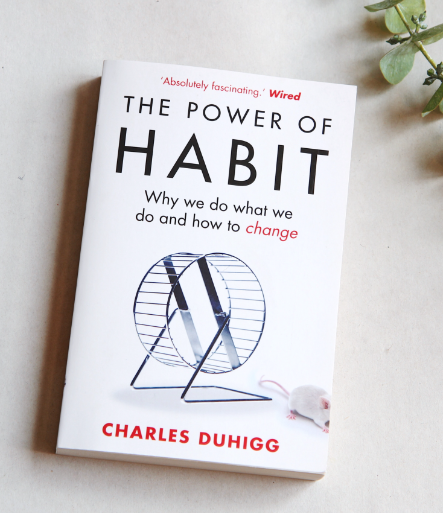 ‘Absolutely fascinating.’ Wired
THE POWER OF
HABIT
Why we do what we
do and how to change
CHARLES DUHIGG